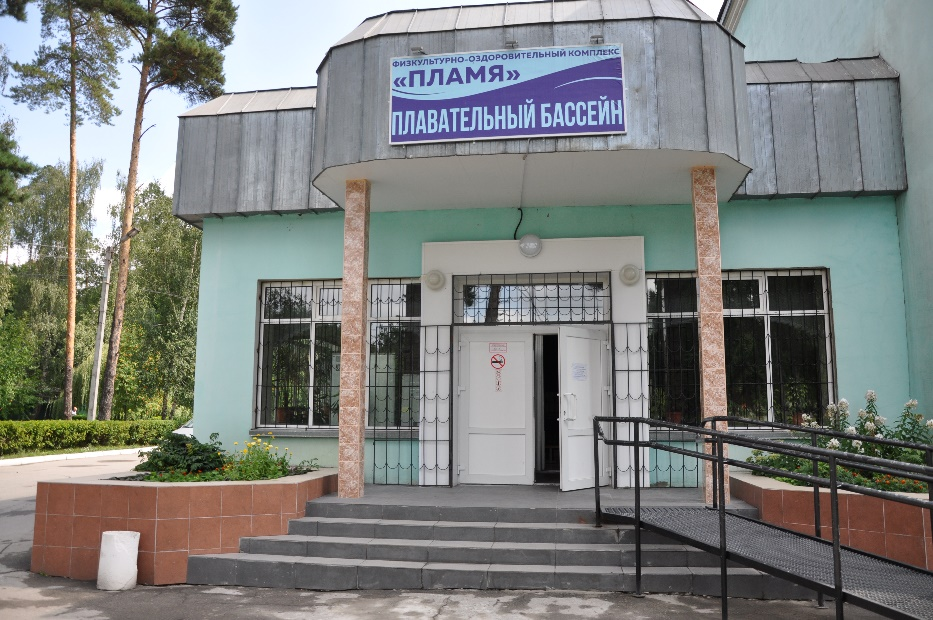 ФИЗКУЛЬТУРНО-ОЗДОРОВИТЕЛЬНЫЙ КОМПЛЕКС
«ПЛАМЯ»
ПЛАВАТЕЛЬНЫЙ БАССЕЙН